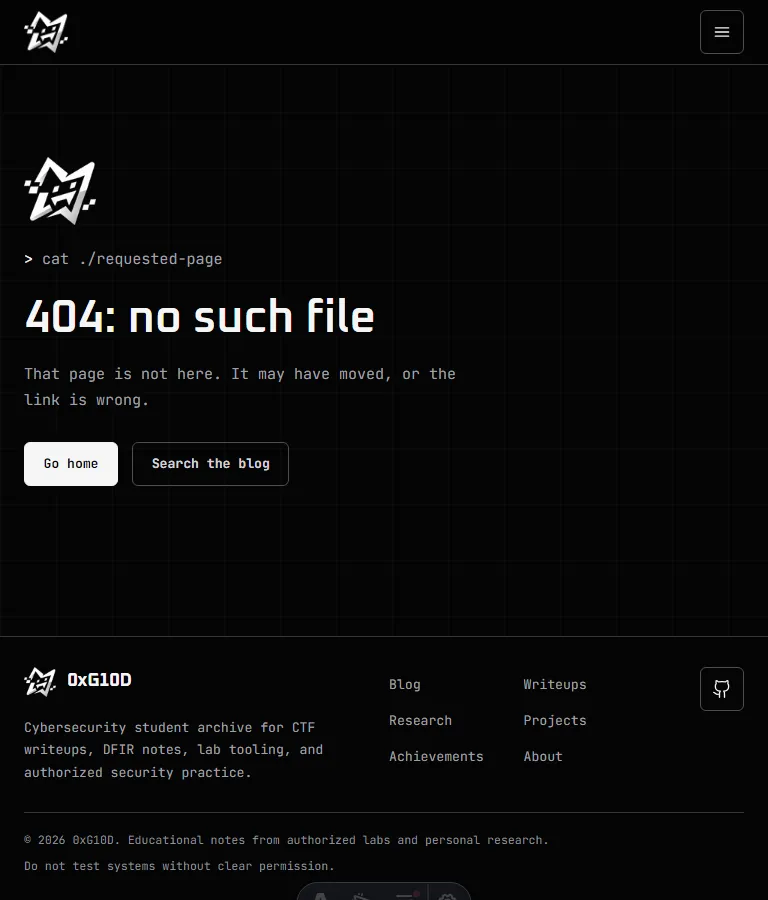 > cat ./requested-page
404: no such file
That page is not here. It may have moved, or the
link is wrong.
Go home
Search the blog
0xG10D
Cybersecurity student archive for CTF
writeups, DFIR notes, lab tooling, and
authorized security practice.
Blog
Writeups
Research
Projects
Achievements
About
© 2026 0xG10D. Educational notes from authorized labs and personal research.
Do not test systems without clear permission.